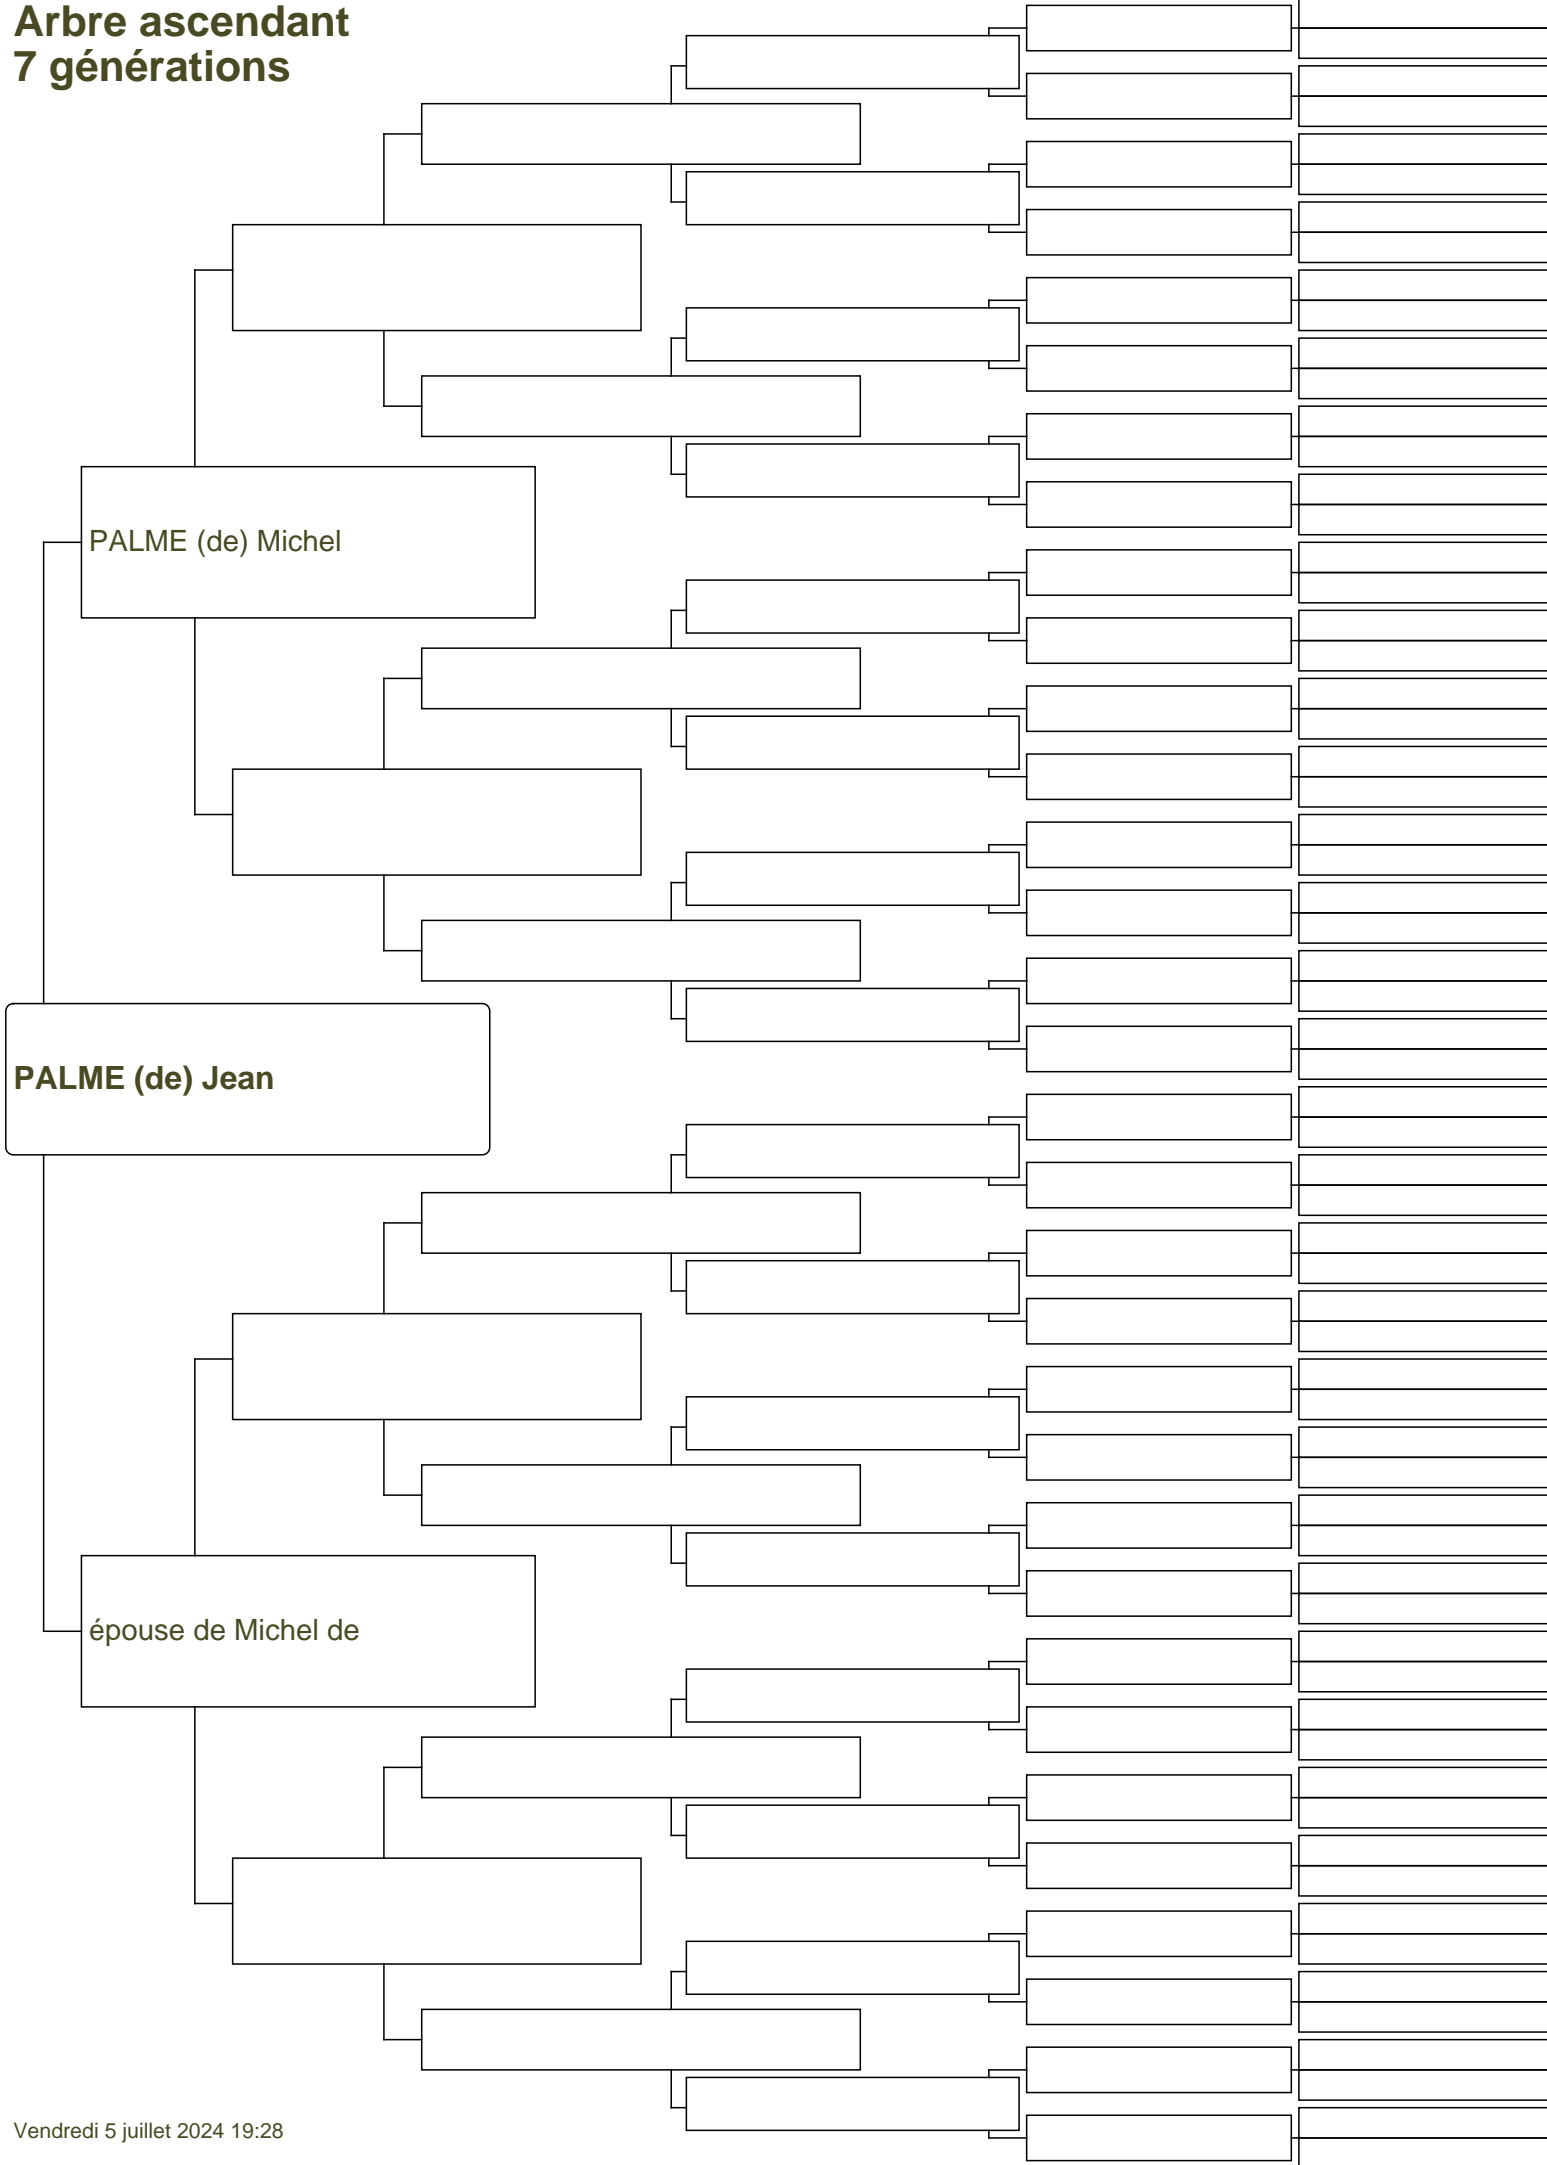 Arbre ascendant
7 générations
PALME (de) Michel
PALME (de) Jean
épouse de Michel de
Vendredi 5 juillet 2024 19:28